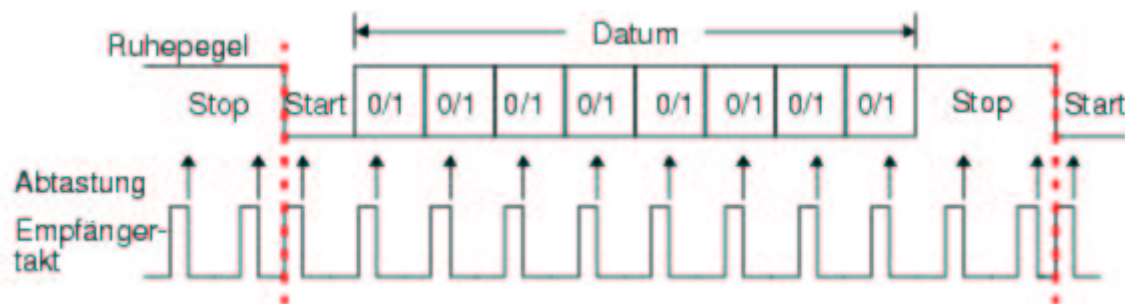 Datum
Ruhepegel
Stop Start 0/1 0/1 0/1 0/1 0/1 0/1 0/1 0/1 Stop Start
Abtastung
Empfänger-
takt